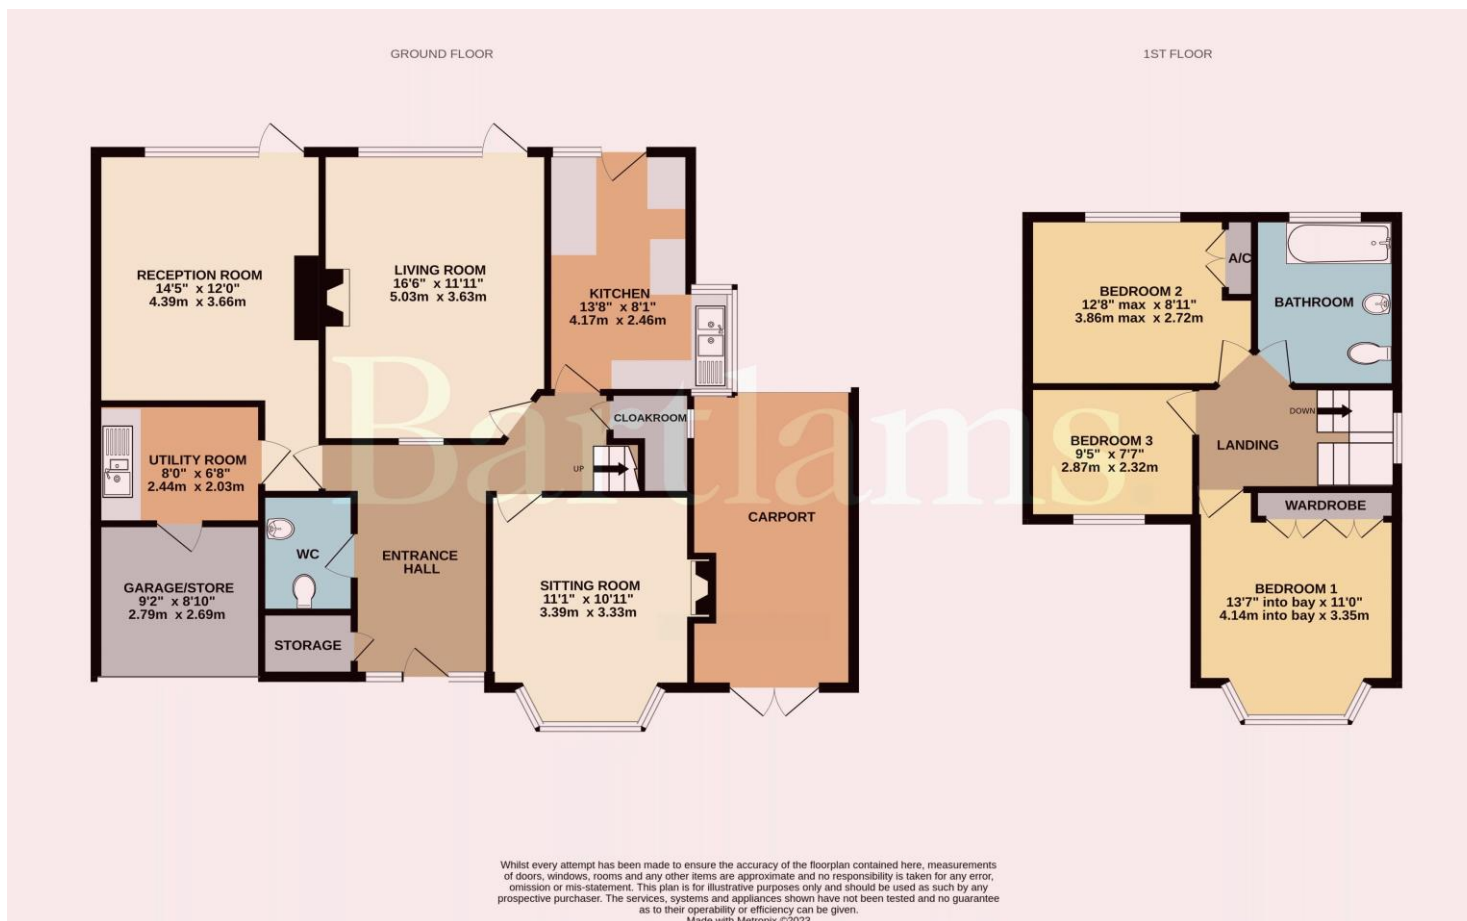 GROUND FLOOR
1ST FLOOR
RECEPTION ROOM
14'5" x 12'0"
4.39m x 3.66m
LIVING ROOM
16'6" x 11'11"
5.03m x 3.63m
KITCHEN
13'8" x 8'1"
4.17m x 2.46m
CLOAKROOM
UTILITY ROOM
8'0" x 6'8"
2.44m x 2.03m
UP
CARPORT
WC
ENTRANCE
HALL
GARAGE/STORE
9'2" x 8'10"
2.79m x 2.69m
SITTING ROOM
11'1" x 10'11"
3.39m x 3.33m
STORAGE
A/C
BEDROOM 2
12'8" max x 8'11"
3.86m max x 2.72m
BATHROOM
DOWN
BEDROOM 3
9'5" x 7'7"
2.87m x 2.32m
LANDING
WARDROBE
BEDROOM 1
13'7" into bay x 11'0"
4.14m into bay x 3.35m
Bartlams.
Whilst every attempt has been made to ensure the accuracy of the floorplan contained here, measurements
of doors, windows, rooms and any other items are approximate and no responsibility is taken for any error,
omission or mis-statement. This plan is for illustrative purposes only and should be used as such by any
prospective purchaser. The services, systems and appliances shown have not been tested and no guarantee
as to their operability or efficiency can be given.
Made with Metropix ©2023